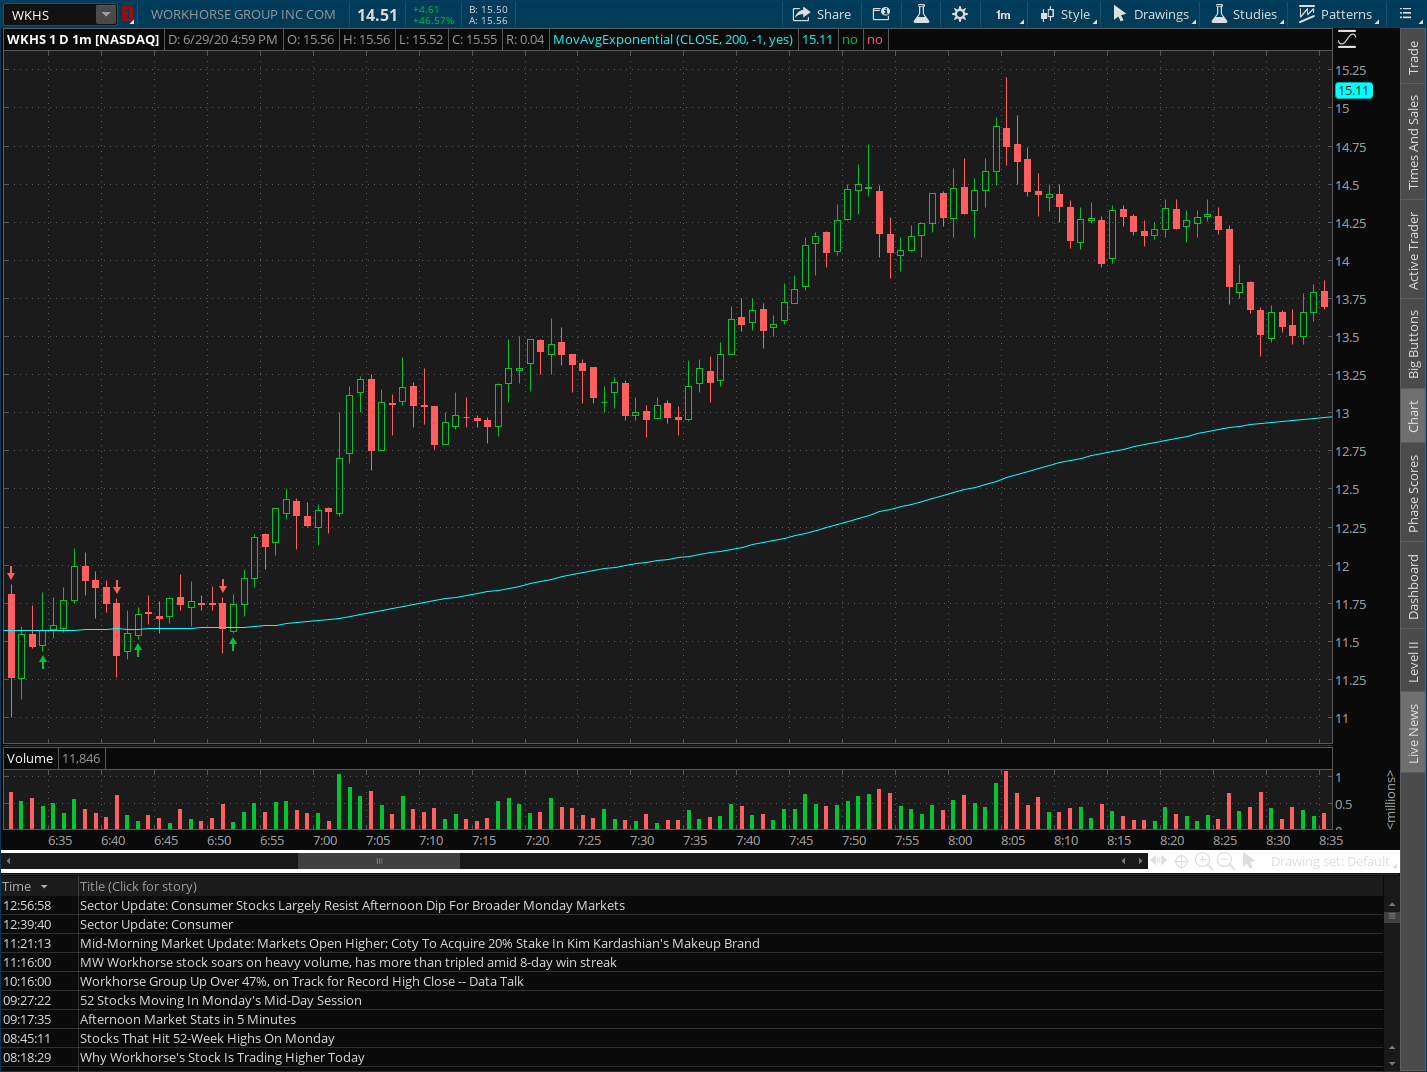 WKHS 1 WORKHORSE GROUP INC COM 14.51 +4.61 B: 15.50 Share 1m Style Drawings Studies Patterns
+46.57% A: 15.56
WKHS 1 D 1m [NASDAQ] D: 6/29/20 4:59 PM O: 15.56 H: 15.56 L: 15.52 C: 15.55 R: 0.04 MovAvgExponential (CLOSE, 200, -1, yes) 15.11 no no
15.25
15.11
15
14.75
14.5
14.25
14
13.75
13.5
13.25
13
12.75
12.5
12.25
12
11.75
11.5
11.25
11
Trade
Times And Sales
Active Trader
Big Buttons
Chart
Phase Scores
Dashboard
Level II
Live News
Volume 11,846
1
0.5
<millions>
6:35 6:40 6:45 6:50 6:55 7:00 7:05 7:10 7:15 7:20 7:25 7:30 7:35 7:40 7:45 7:50 7:55 8:00 8:05 8:10 8:15 8:20 8:25 8:30 8:35
Drawing set: Default
Time Title (Click for story)
12:56:58 Sector Update: Consumer Stocks Largely Resist Afternoon Dip For Broader Monday Markets
12:39:40 Sector Update: Consumer
11:21:13 Mid-Morning Market Update: Markets Open Higher; Coty To Acquire 20% Stake In Kim Kardashian's Makeup Brand
11:16:00 MW Workhorse stock soars on heavy volume, has more than tripled amid 8-day win streak
10:16:00 Workhorse Group Up Over 47%, on Track for Record High Close -- Data Talk
09:27:22 52 Stocks Moving In Monday's Mid-Day Session
09:17:35 Afternoon Market Stats in 5 Minutes
08:45:11 Stocks That Hit 52-Week Highs On Monday
08:18:29 Why Workhorse's Stock Is Trading Higher Today